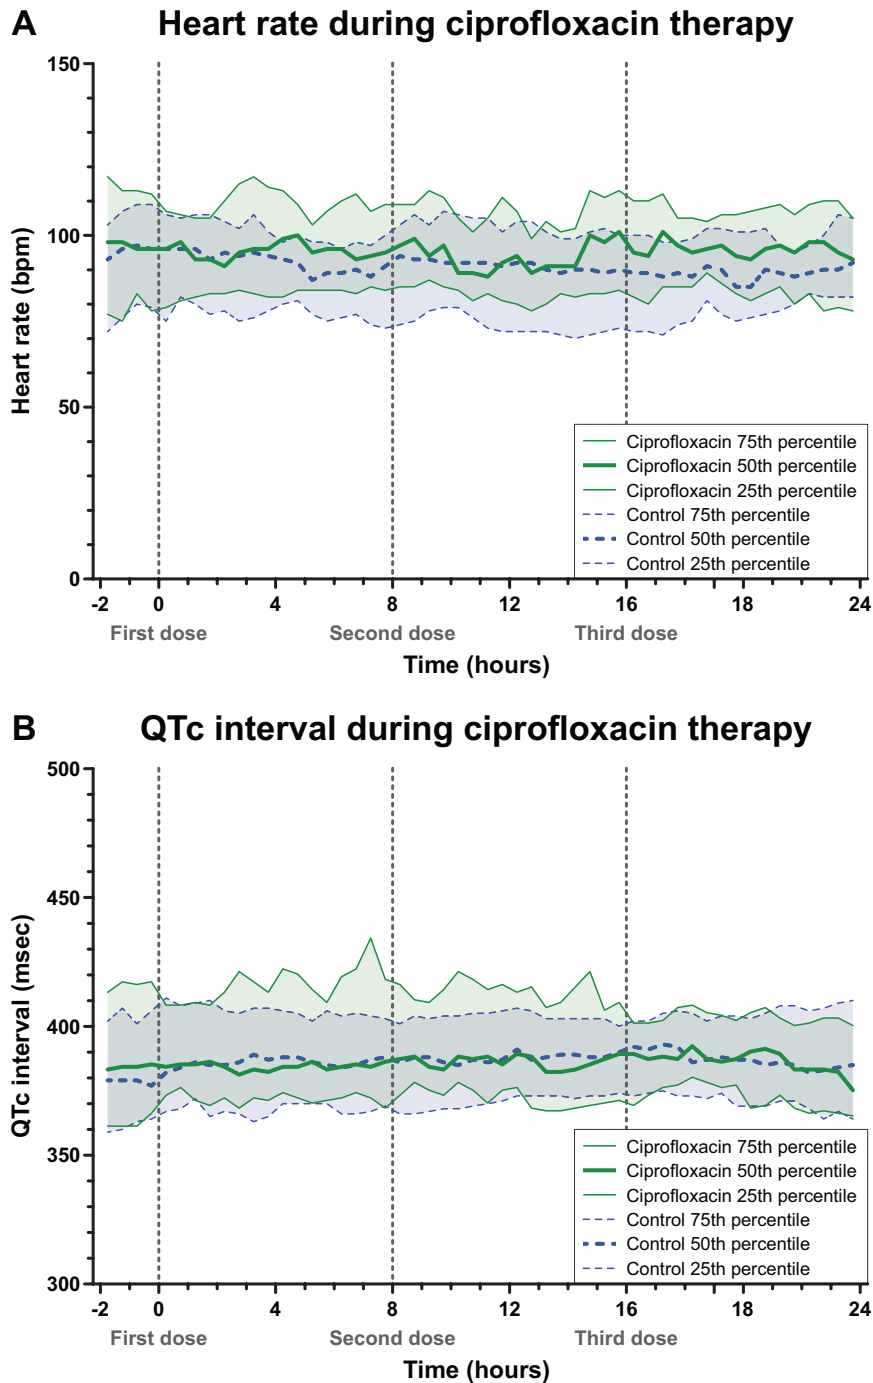 A Heart rate during ciprofloxacin therapy
150
100
50
0
Heart rate (bpm)
Ciprofloxacin 75th percentile
Ciprofloxacin 50th percentile
Ciprofloxacin 25th percentile
Control 75th percentile
Control 50th percentile
Control 25th percentile
-2 0 4 8 12 16 18 24
First dose Second dose Third dose
Time (hours)
B QTc interval during ciprofloxacin therapy
500
450
400
350
300
QTc interval (msec)
Ciprofloxacin 75th percentile
Ciprofloxacin 50th percentile
Ciprofloxacin 25th percentile
Control 75th percentile
Control 50th percentile
Control 25th percentile
-2 0 4 8 12 16 18 24
First dose Second dose Third dose
Time (hours)